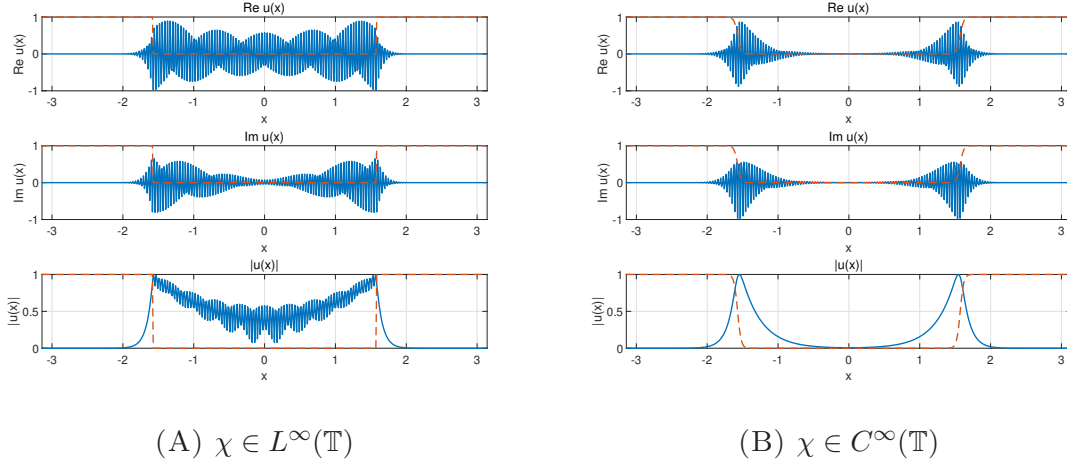 Re u(x)
1
0
-1
Re u(x)
-3 -2 -1 0 1 2 3
x
Im u(x)
1
0
-1
Im u(x)
-3 -2 -1 0 1 2 3
x
|u(x)|
1
0.5
0
|u(x)|
-3 -2 -1 0 1 2 3
x
(A) χ ∈ L^∞(𝕋)
Re u(x)
1
0
-1
Re u(x)
-3 -2 -1 0 1 2 3
x
Im u(x)
1
0
-1
Im u(x)
-3 -2 -1 0 1 2 3
x
|u(x)|
1
0.5
0
|u(x)|
-3 -2 -1 0 1 2 3
x
(B) χ ∈ C^∞(𝕋)